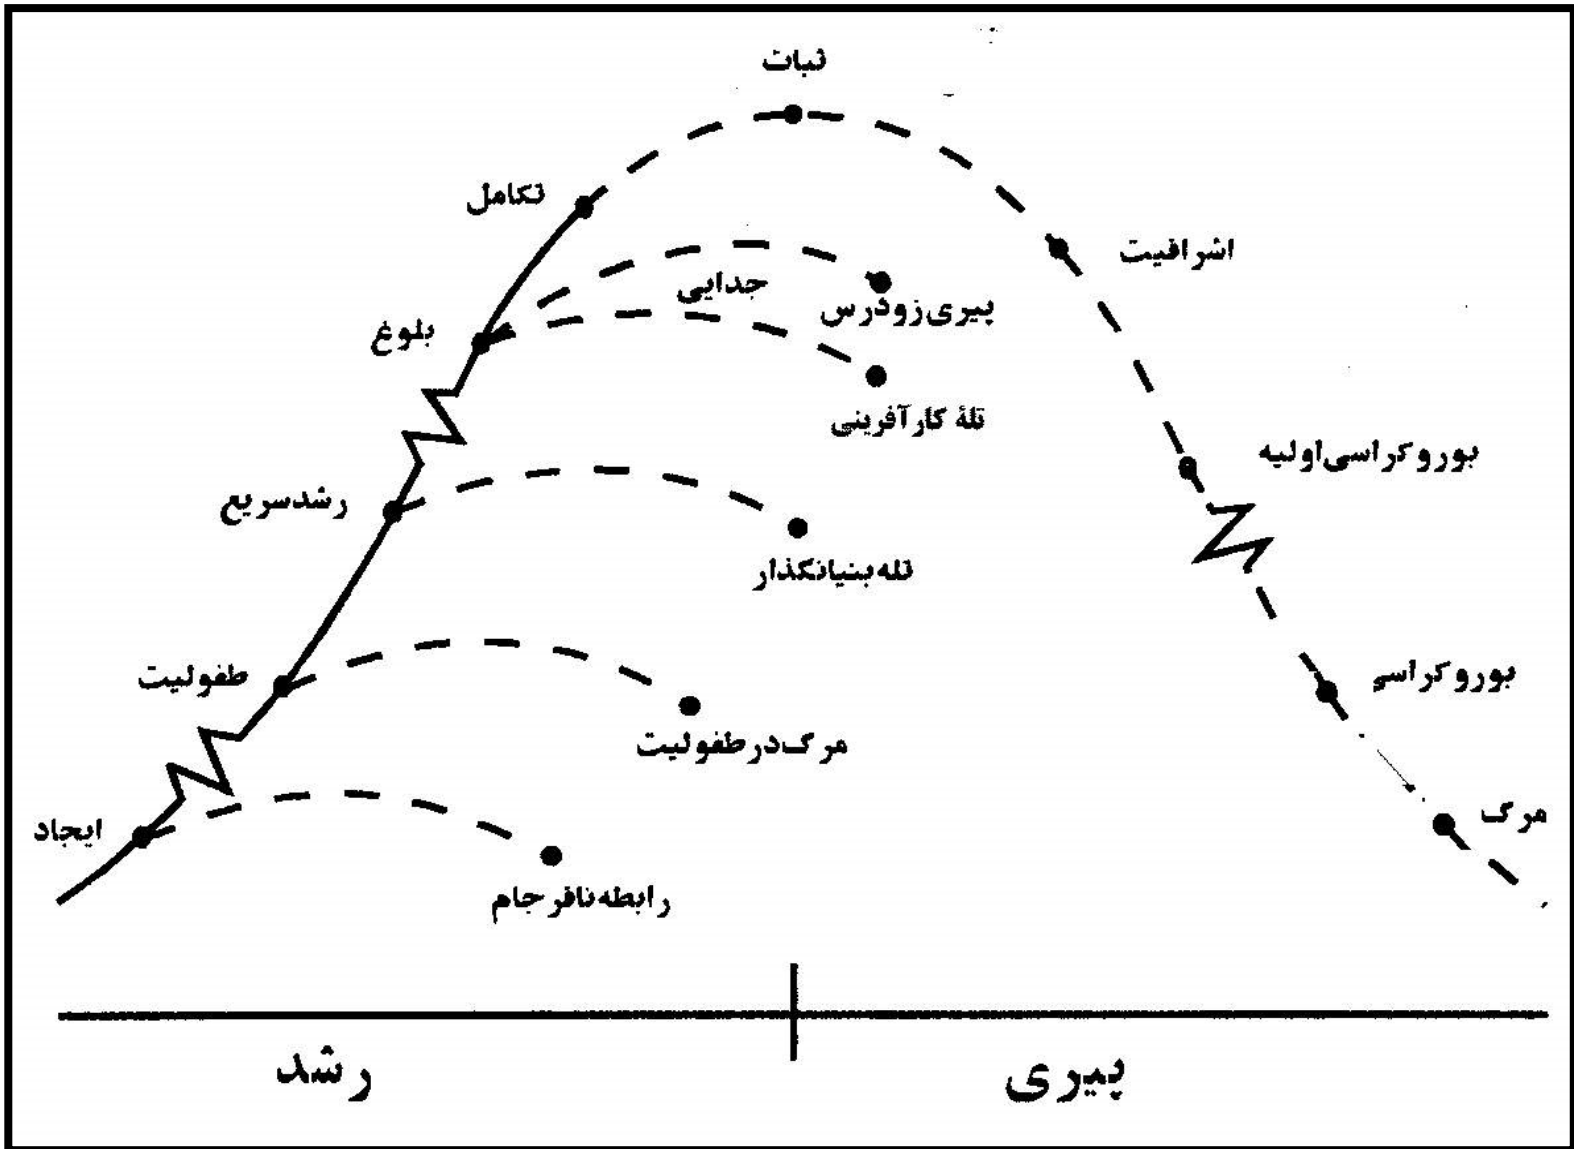 ثبات
تکامل
اشرافیت
جدایی
پیری زودرس
بلوغ
تلهٔ کارآفرینی
بوروکراسی اولیه
رشد سریع
تله بنیانگذار
طفولیت
بوروکراسی
مرگ در طفولیت
مرگ
ایجاد
رابطه نافرجام
رشد
پیری